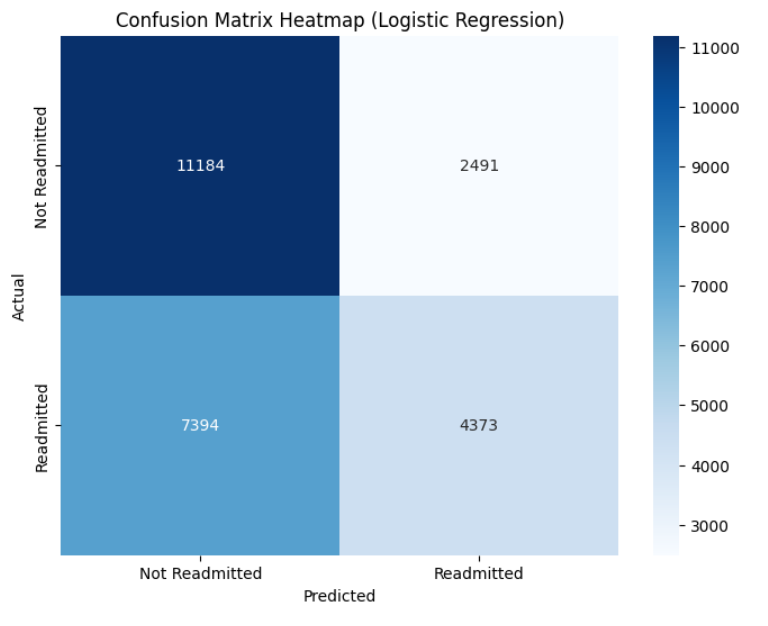 Confusion Matrix Heatmap (Logistic Regression)
Actual
Not Readmitted
11184
2491
Readmitted
7394
4373
Not Readmitted
Readmitted
Predicted
11000
10000
9000
8000
7000
6000
5000
4000
3000